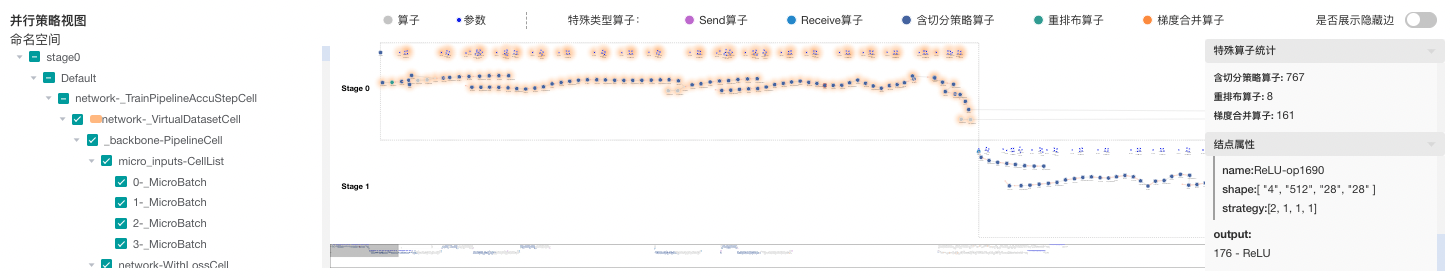 并行策略视图
命名空间
stage0
Default
network-_TrainPipelineAccuStepCell
network-_VirtualDatasetCell
_backbone-PipelineCell
micro_inputs-CellList
0-_MicroBatch
1-_MicroBatch
2-_MicroBatch
3-_MicroBatch
network-WithLossCell
算子 参数 特殊类型算子: Send算子 Receive算子 含切分策略算子 重排布算子 梯度合并算子 是否展示隐藏边
Stage 0
Stage 1
特殊算子统计
含切分策略算子: 767
重排布算子: 8
梯度合并算子: 161
结点属性
name:ReLU-op1690
shape:[ "4", "512", "28", "28" ]
strategy:[2, 1, 1, 1]
output:
176 - ReLU